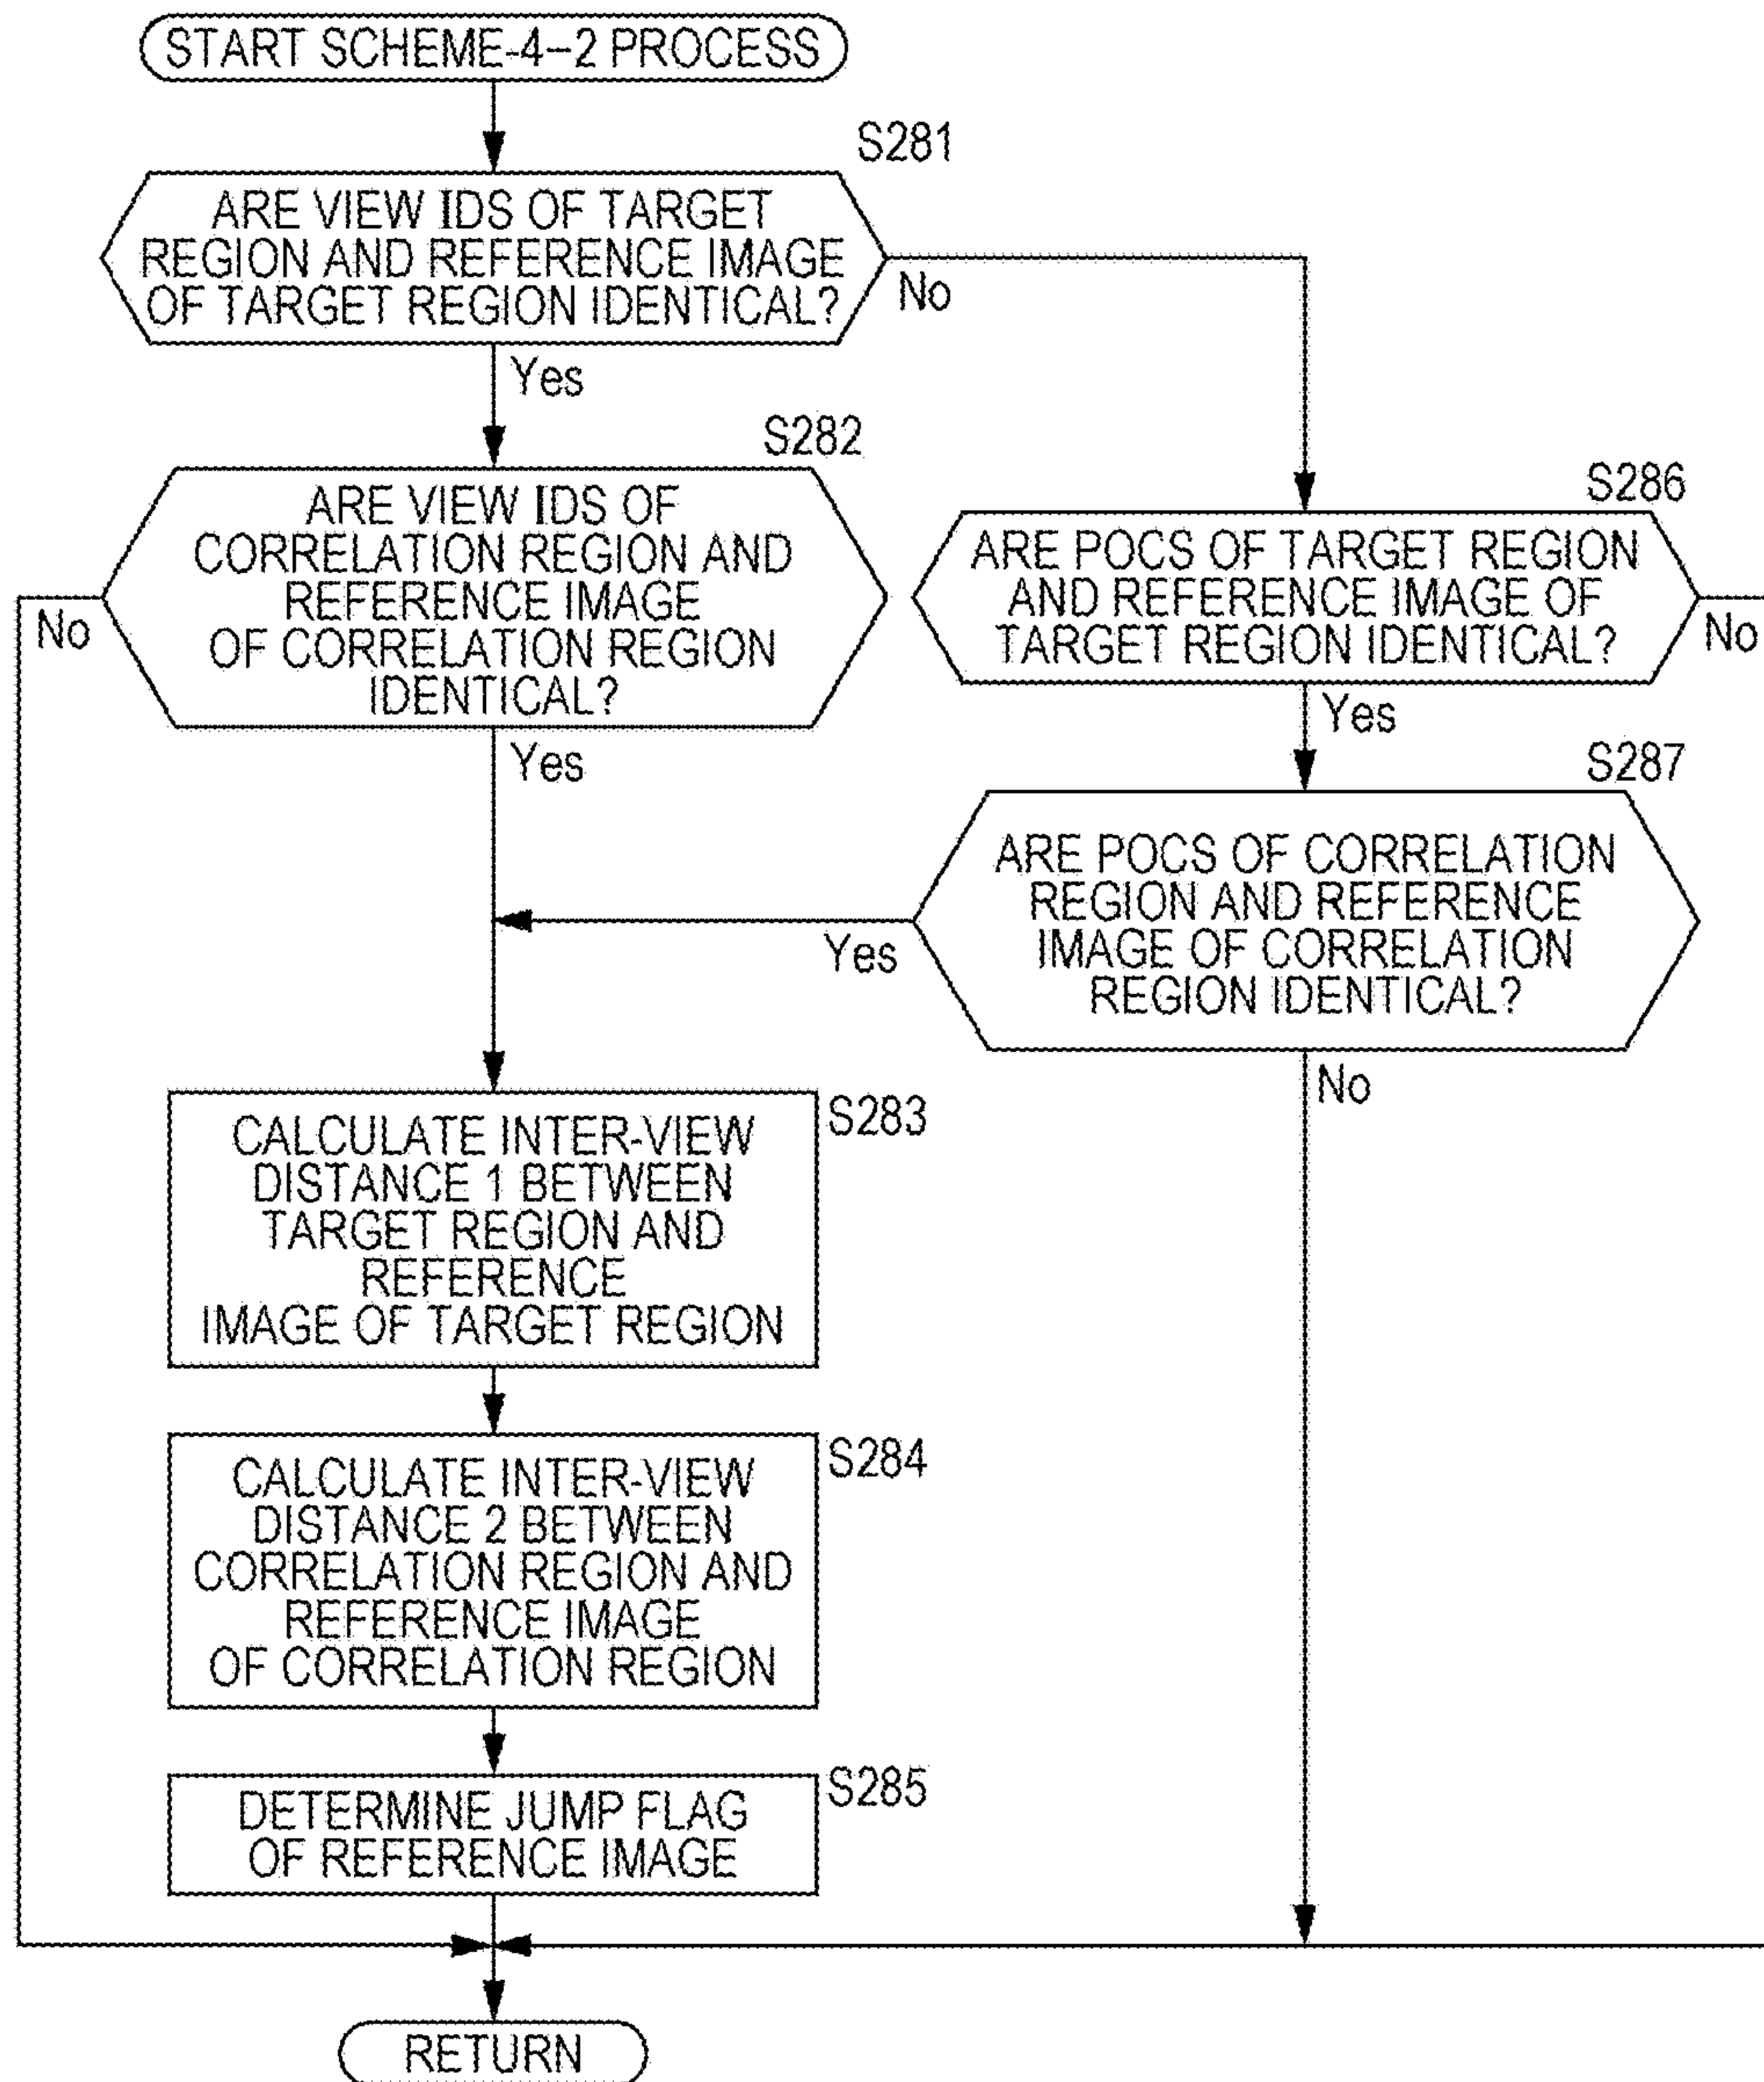 START SCHEME-4-2 PROCESS
S281
ARE VIEW IDS OF TARGET
REGION AND REFERENCE IMAGE
OF TARGET REGION IDENTICAL?
No
Yes
S282
ARE VIEW IDS OF
CORRELATION REGION AND
REFERENCE IMAGE
OF CORRELATION REGION
IDENTICAL?
No
Yes
S286
ARE POCS OF TARGET REGION
AND REFERENCE IMAGE OF
TARGET REGION IDENTICAL?
No
Yes
S287
ARE POCS OF CORRELATION
REGION AND REFERENCE
IMAGE OF CORRELATION
REGION IDENTICAL?
Yes
No
S283
CALCULATE INTER-VIEW
DISTANCE 1 BETWEEN
TARGET REGION AND
REFERENCE
IMAGE OF TARGET REGION
S284
CALCULATE INTER-VIEW
DISTANCE 2 BETWEEN
CORRELATION REGION AND
REFERENCE IMAGE
OF CORRELATION REGION
S285
DETERMINE JUMP FLAG
OF REFERENCE IMAGE
RETURN